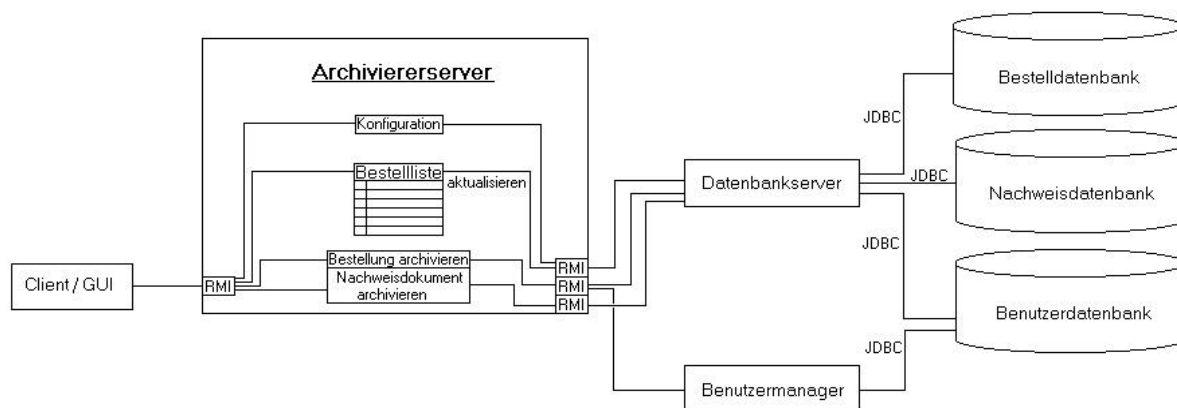 Archiviererserver
Konfiguration
Bestellliste
aktualisieren
Bestellung archivieren
Nachweisdokument
archivieren
Client / GUI
RMI
RMI
RMI
RMI
Datenbankserver
Benutzermanager
JDBC
JDBC
JDBC
JDBC
Bestelldatenbank
Nachweisdatenbank
Benutzerdatenbank